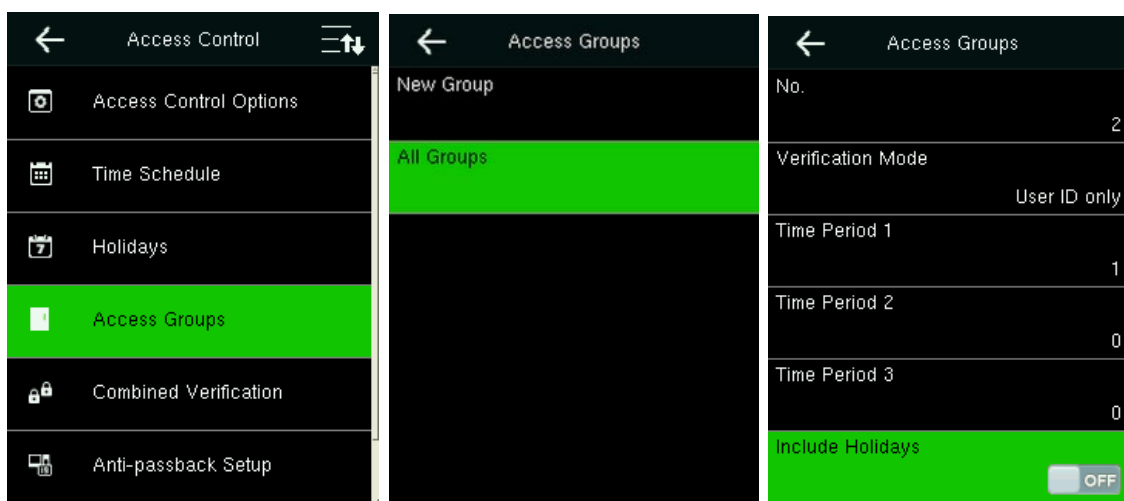 Access Control
Access Control Options
Time Schedule
7
Holidays
Access Groups
Combined Verification
Anti-passback Setup
Access Groups
New Group
All Groups
Access Groups
No.
2
Verification Mode
User ID only
Time Period 1
1
Time Period 2
0
Time Period 3
0
Include Holidays
OFF